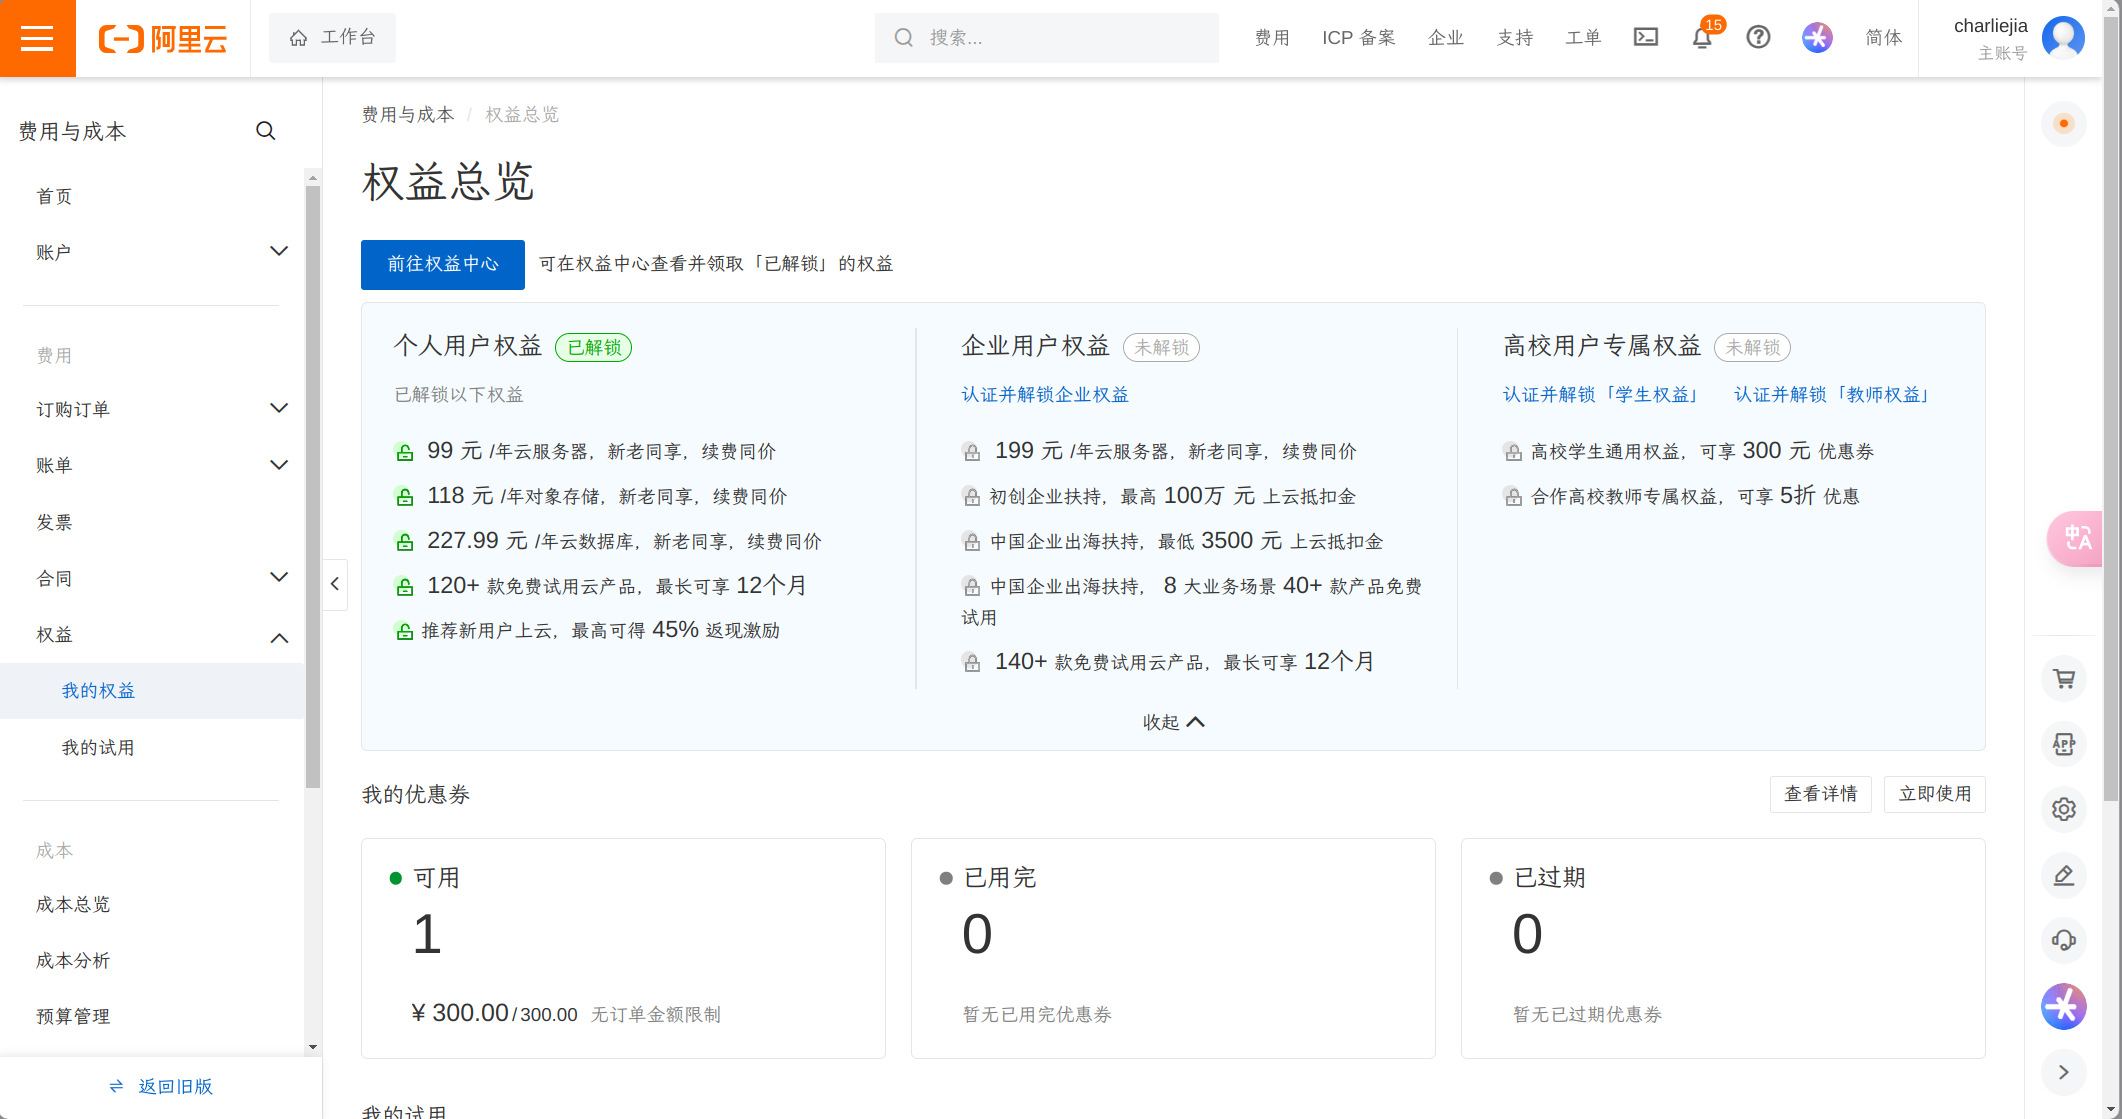 阿里云
工作台
搜索...
费用
ICP 备案
企业
支持
工单
15
简体
charliejia
主账号
费用与成本
首页
账户
费用
订购订单
账单
发票
合同
权益
我的权益
我的试用
成本
成本总览
成本分析
预算管理
返回旧版
费用与成本 / 权益总览
权益总览
前往权益中心 可在权益中心查看并领取「已解锁」的权益
个人用户权益 已解锁
已解锁以下权益
99 元 /年云服务器，新老同享，续费同价
118 元 /年对象存储，新老同享，续费同价
227.99 元 /年云数据库，新老同享，续费同价
120+ 款免费试用云产品，最长可享 12个月
推荐新用户上云，最高可得 45% 返现激励
企业用户权益 未解锁
认证并解锁企业权益
199 元 /年云服务器，新老同享，续费同价
初创企业扶持，最高 100万 元 上云抵扣金
中国企业出海扶持，最低 3500 元 上云抵扣金
中国企业出海扶持， 8 大业务场景 40+ 款产品免费
试用
140+ 款免费试用云产品，最长可享 12个月
高校用户专属权益 未解锁
认证并解锁「学生权益」 认证并解锁「教师权益」
高校学生通用权益，可享 300 元 优惠券
合作高校教师专属权益，可享 5折 优惠
收起
我的优惠券
查看详情
立即使用
可用
1
¥ 300.00/300.00 无订单金额限制
已用完
0
暂无已用完优惠券
已过期
0
暂无已过期优惠券
我的试用
中A
APP